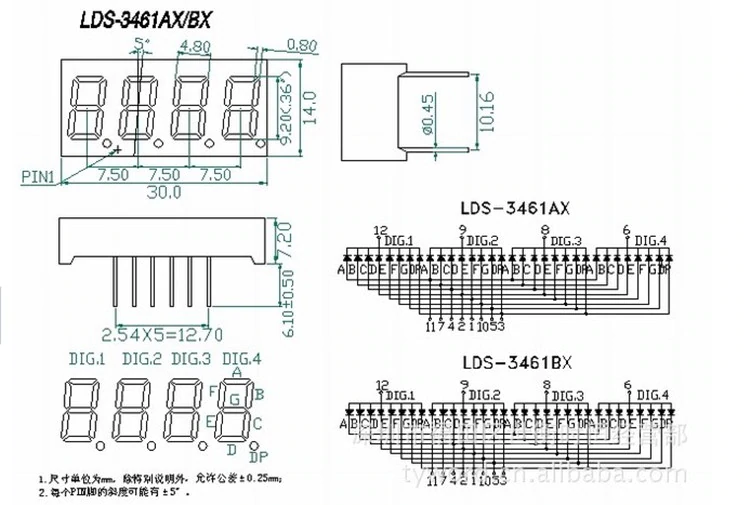 LDS-3461AX/BX
5°
4.80
0.80
9.20(.36")
14.0
PIN1
7.50 7.50 7.50
30.0
ø0.45
10.16
7.20
6.10±0.50
2.54X5=12.70
DIG.1 DIG.2 DIG.3 DIG.4
A
F B
G
E C
D DP
1.尺寸单位为mm，除特别说明外，允许公差±0.25mm；
2.每个PIN脚的斜度可能有±5°。
LDS-3461AX
12 9 8 6
DIG.1 DIG.2 DIG.3 DIG.4
A B C D E F G DP A B C D E F G DP A B C D E F G DP A B C D E F G DP
11 7 4 2 1 10 5 3
LDS-3461BX
12 9 8 6
DIG.1 DIG.2 DIG.3 DIG.4
A B C D E F G DP A B C D E F G DP A B C D E F G DP A B C D E F G DP
11 7 4 2 1 10 5 3